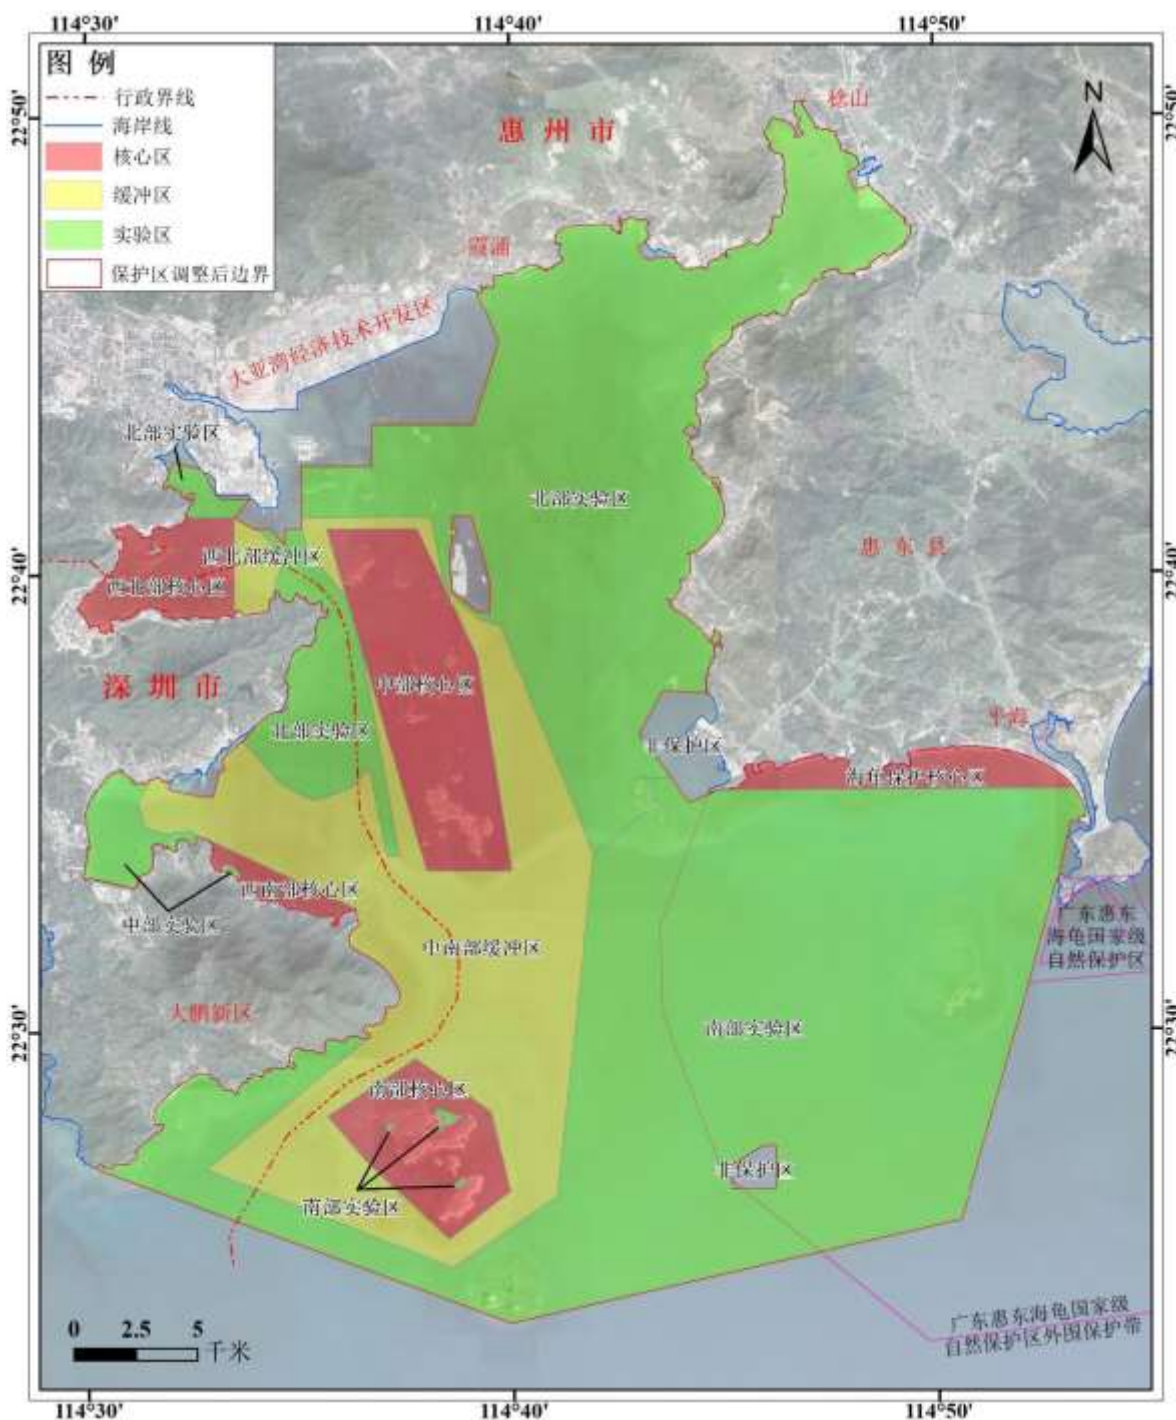 114°30'
114°40'
114°50'
图 例
行政界线
海岸线
核心区
缓冲区
实验区
保护区调整后边界
N
22°50'
22°50'
稔山
惠 州 市
霞涌
大亚湾经济技术开发区
北部实验区
北部实验区
惠 东 县
西北部缓冲区
22°40'
22°40'
西北部核心区
深 圳 市
中部核心区
北部实验区
平海
非保护区
海龟保护核心区
西南部核心区
中部实验区
广东惠东
海龟国家级
自然保护区
中南部缓冲区
大鹏新区
南部实验区
22°30'
22°30'
南部核心区
非保护区
南部实验区
广东惠东海龟国家级
自然保护区外围保护带
0 2.5 5
千米
114°30'
114°40'
114°50'